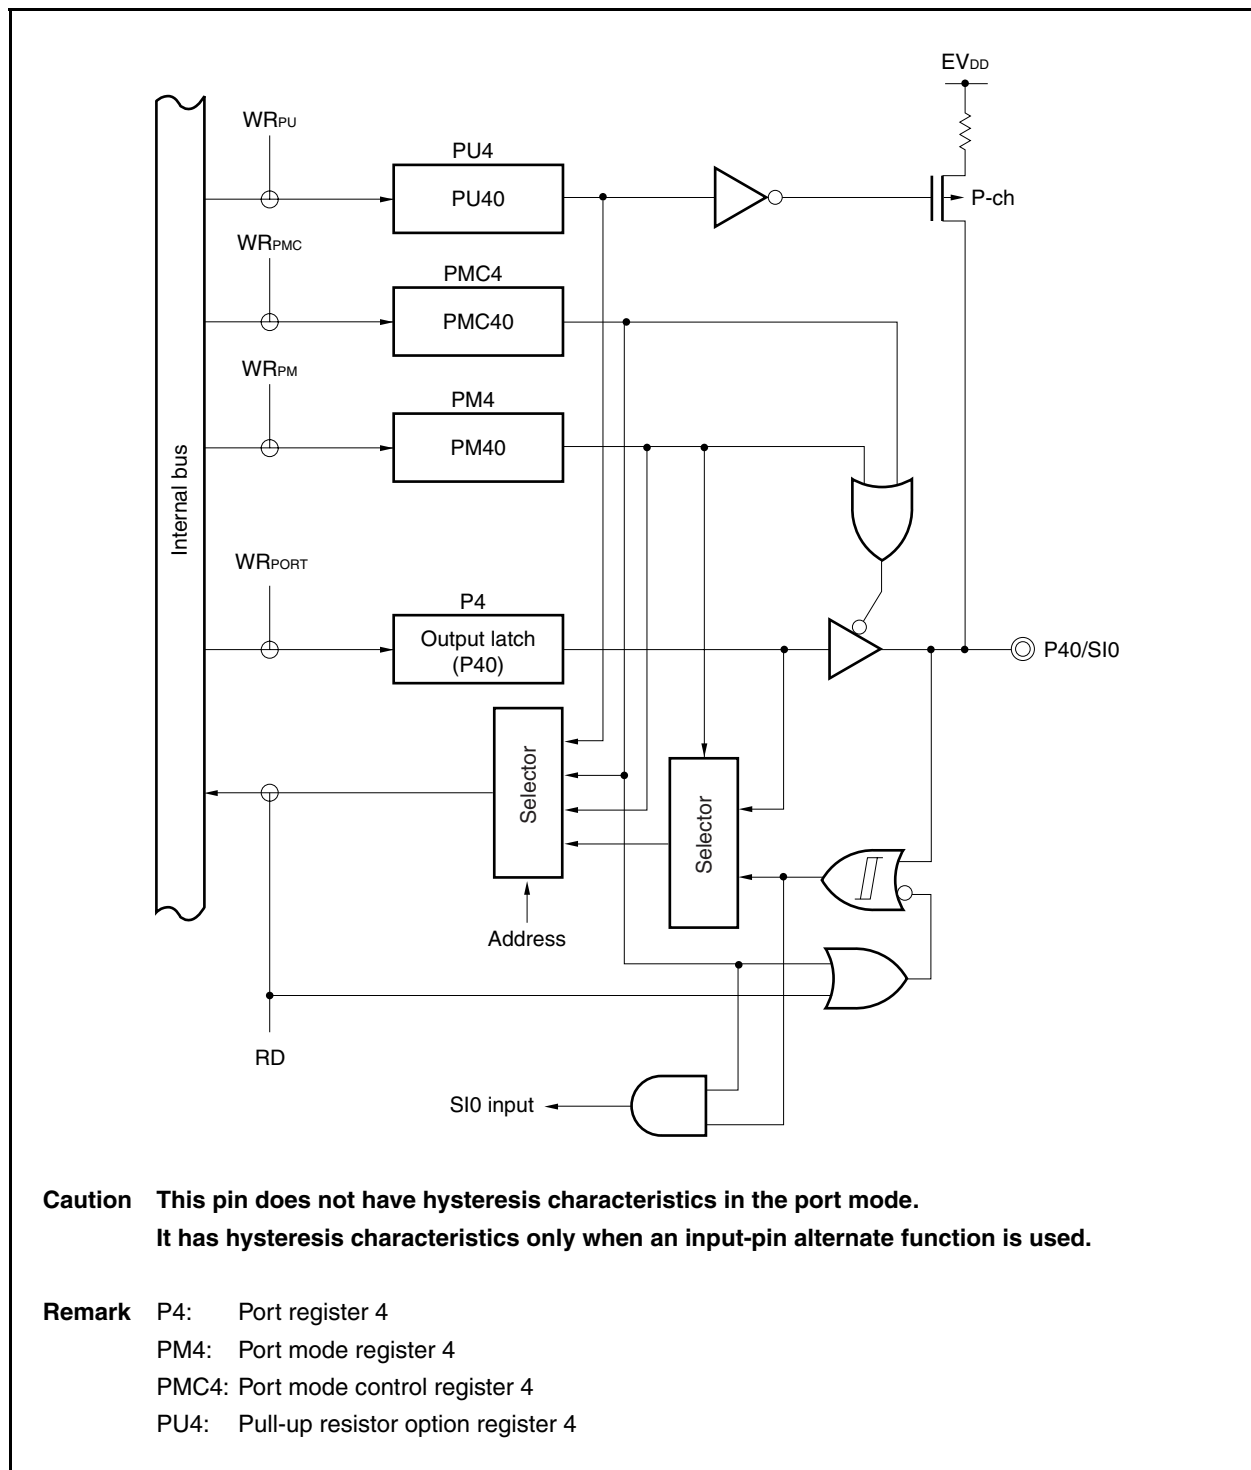 EVDD
WRPU
PU4
PU40
P-ch
WRPMC
PMC4
PMC40
WRPM
PM4
PM40
Internal bus
WRPORT
P4
Output latch
(P40)
P40/SI0
Selector
Selector
Address
RD
SI0 input
Caution This pin does not have hysteresis characteristics in the port mode.
It has hysteresis characteristics only when an input-pin alternate function is used.
Remark P4: Port register 4
PM4: Port mode register 4
PMC4: Port mode control register 4
PU4: Pull-up resistor option register 4